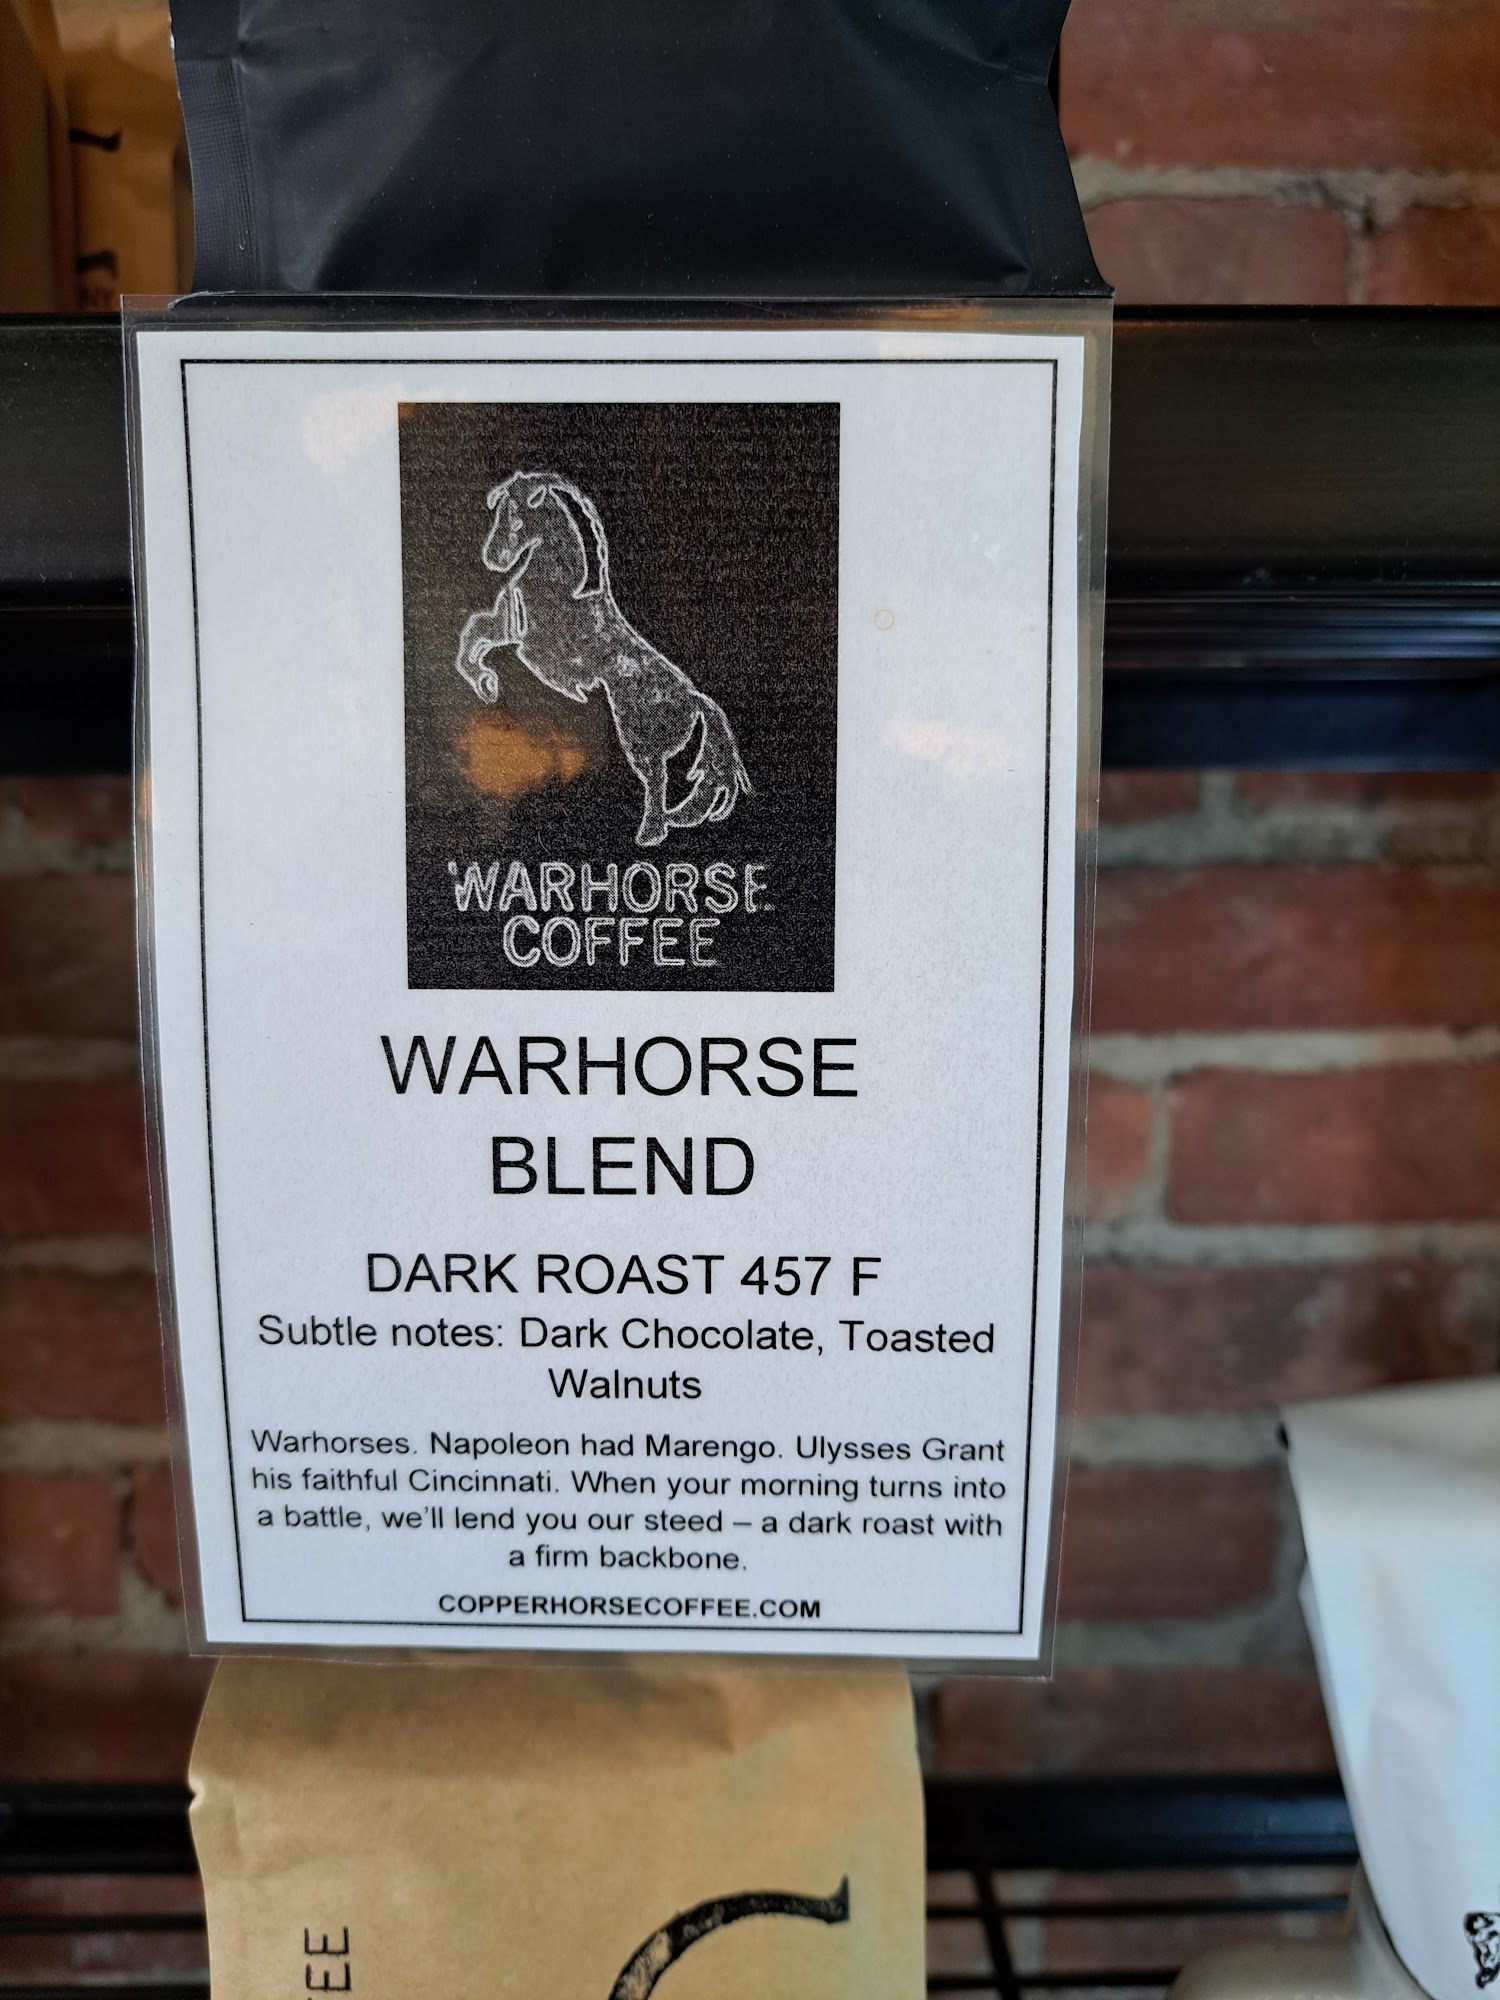 WARHORSE
COFFEE
WARHORSE
BLEND
DARK ROAST 457 F
Subtle notes: Dark Chocolate, Toasted
Walnuts
Warhorses. Napoleon had Marengo. Ulysses Grant
his faithful Cincinnati. When your morning turns into
a battle, we'll lend you our steed – a dark roast with
a firm backbone.
COPPERHORSECOFFEE.COM